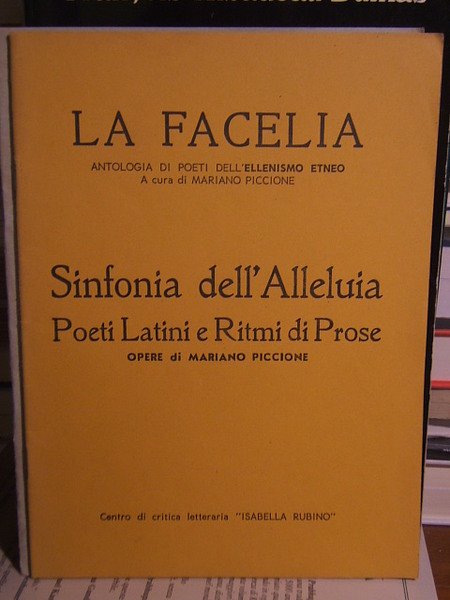 LA FACELIA
ANTOLOGIA DI POETI DELL'ELLENISMO ETNEO
A cura di MARIANO PICCIONE
Sinfonia dell'Alleluia
Poeti Latini e Ritmi di Prose
OPERE di MARIANO PICCIONE
Centro di critica letteraria "ISABELLA RUBINO"